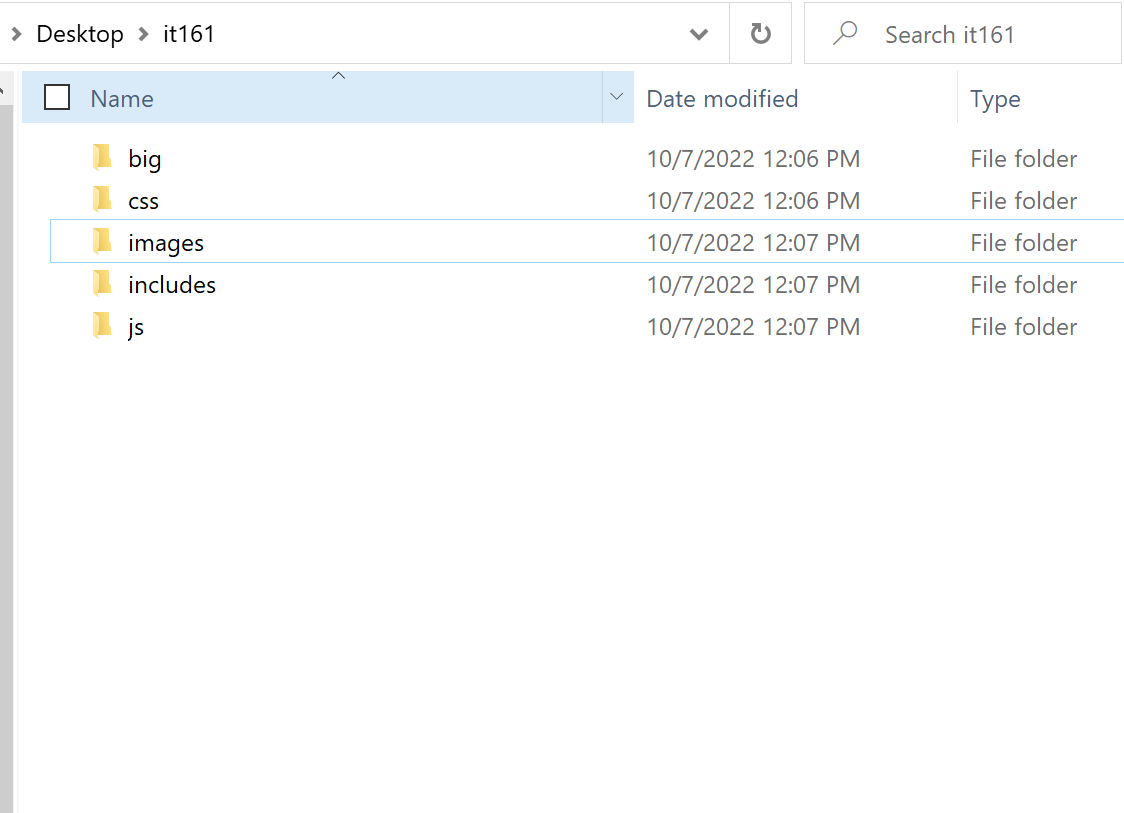 Desktop it161 Search it161
Name Date modified Type
big 10/7/2022 12:06 PM File folder
css 10/7/2022 12:06 PM File folder
images 10/7/2022 12:07 PM File folder
includes 10/7/2022 12:07 PM File folder
js 10/7/2022 12:07 PM File folder